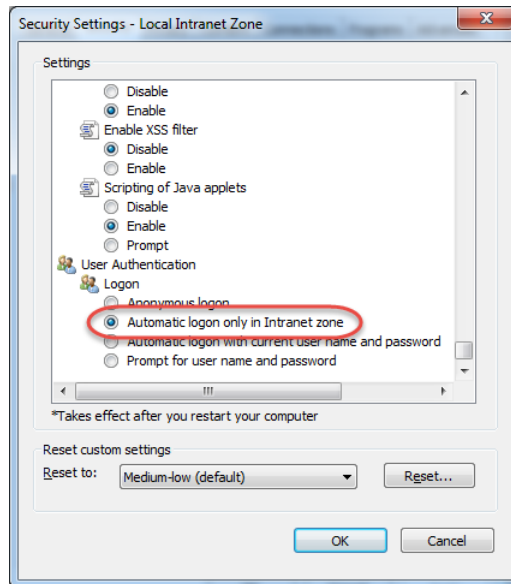 Security Settings - Local Intranet Zone
Settings
Disable
Enable
Enable XSS filter
Disable
Enable
Scripting of Java applets
Disable
Enable
Prompt
User Authentication
Logon
Anonymous logon
Automatic logon only in Intranet zone
Automatic logon with current user name and password
Prompt for user name and password
*Takes effect after you restart your computer
Reset custom settings
Reset to:
Medium-low (default)
Reset...
OK
Cancel